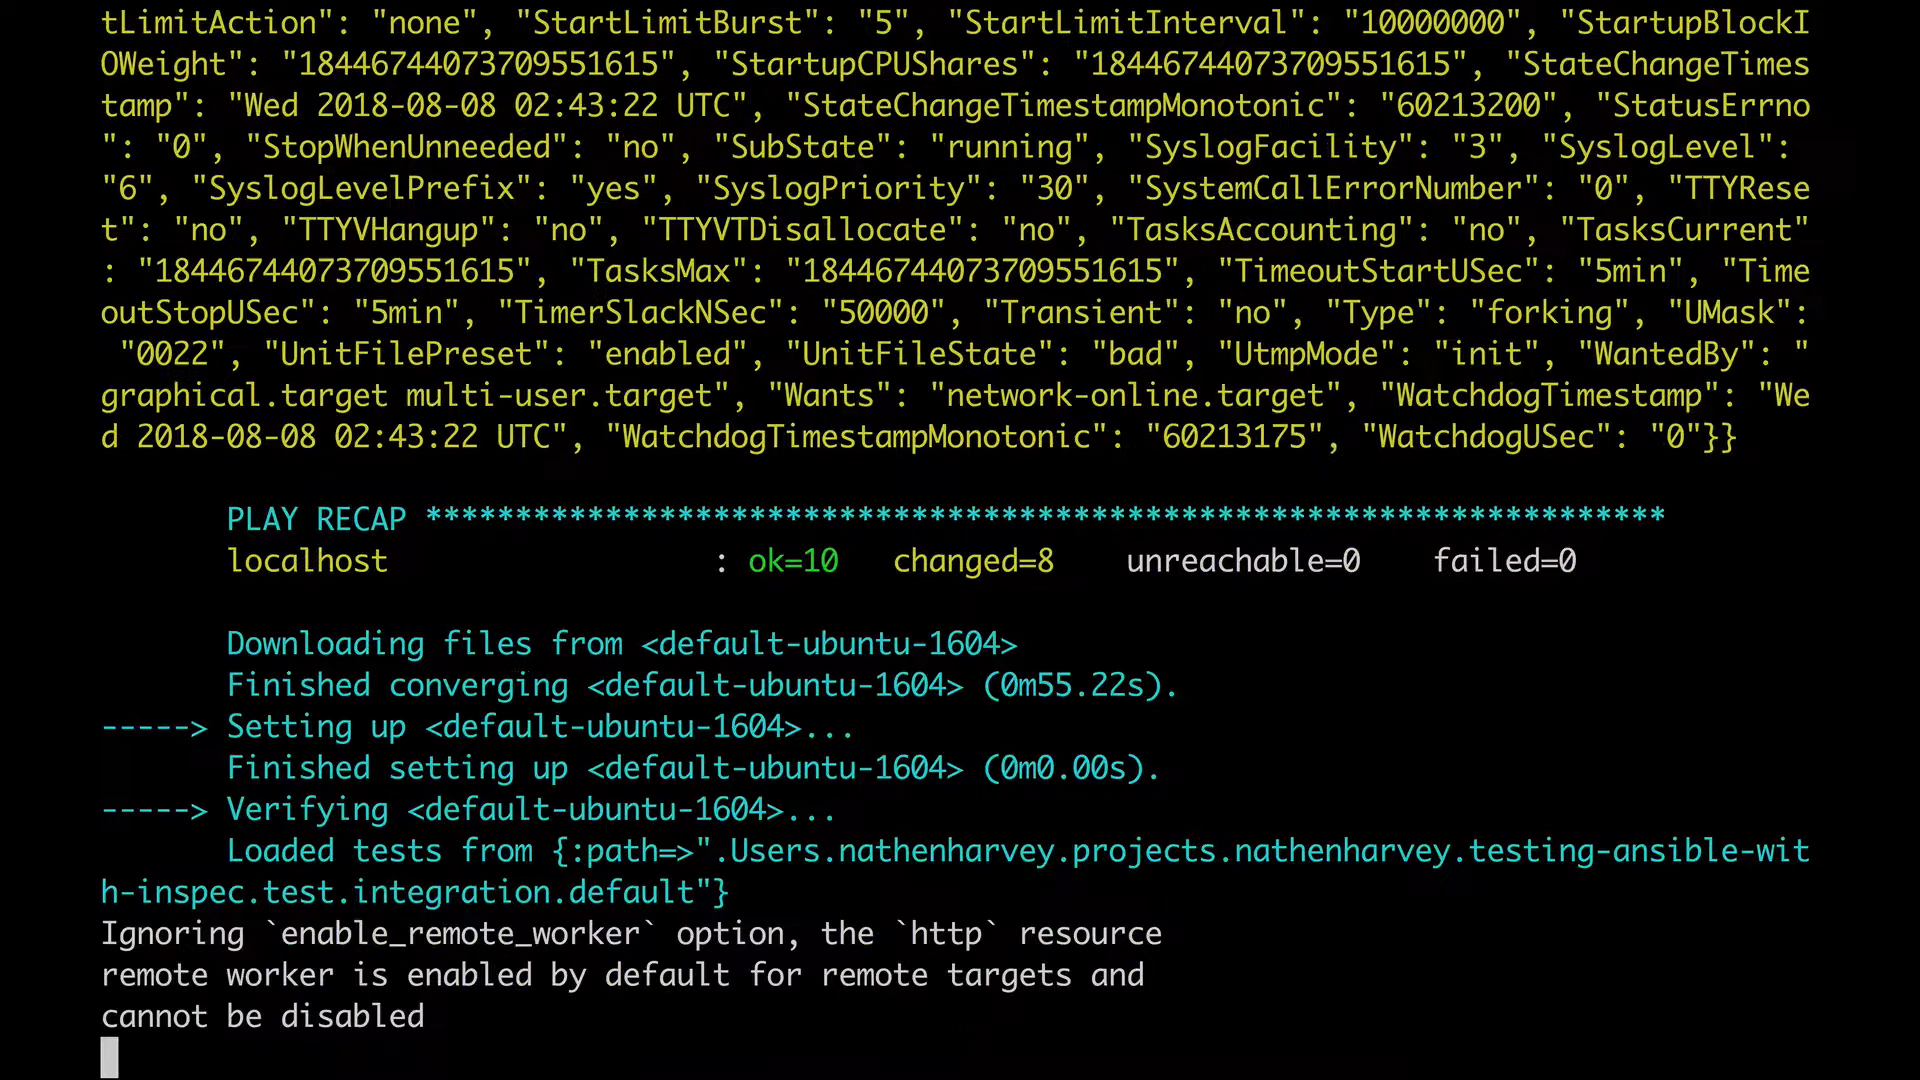 tLimitAction": "none", "StartLimitBurst": "5", "StartLimitInterval": "10000000", "StartupBlockI
OWeight": "18446744073709551615", "StartupCPUShares": "18446744073709551615", "StateChangeTimes
tamp": "Wed 2018-08-08 02:43:22 UTC", "StateChangeTimestampMonotonic": "60213200", "StatusErrno
": "0", "StopWhenUnneeded": "no", "SubState": "running", "SyslogFacility": "3", "SyslogLevel":
"6", "SyslogLevelPrefix": "yes", "SyslogPriority": "30", "SystemCallErrorNumber": "0", "TTYRese
t": "no", "TTYVHangup": "no", "TTYVTDisallocate": "no", "TasksAccounting": "no", "TasksCurrent"
: "18446744073709551615", "TasksMax": "18446744073709551615", "TimeoutStartUSec": "5min", "Time
outStopUSec": "5min", "TimerSlackNSec": "50000", "Transient": "no", "Type": "forking", "UMask":
"0022", "UnitFilePreset": "enabled", "UnitFileState": "bad", "UtmpMode": "init", "WantedBy": "
graphical.target multi-user.target", "Wants": "network-online.target", "WatchdogTimestamp": "We
d 2018-08-08 02:43:22 UTC", "WatchdogTimestampMonotonic": "60213175", "WatchdogUSec": "0"}}
PLAY RECAP *********************************************************************
localhost : ok=10 changed=8 unreachable=0 failed=0
Downloading files from <default-ubuntu-1604>
Finished converging <default-ubuntu-1604> (0m55.22s).
-----> Setting up <default-ubuntu-1604>...
Finished setting up <default-ubuntu-1604> (0m0.00s).
-----> Verifying <default-ubuntu-1604>...
Loaded tests from {:path=>".Users.nathenharvey.projects.nathenharvey.testing-ansible-wit
h-inspec.test.integration.default"}
Ignoring `enable_remote_worker` option, the `http` resource
remote worker is enabled by default for remote targets and
cannot be disabled